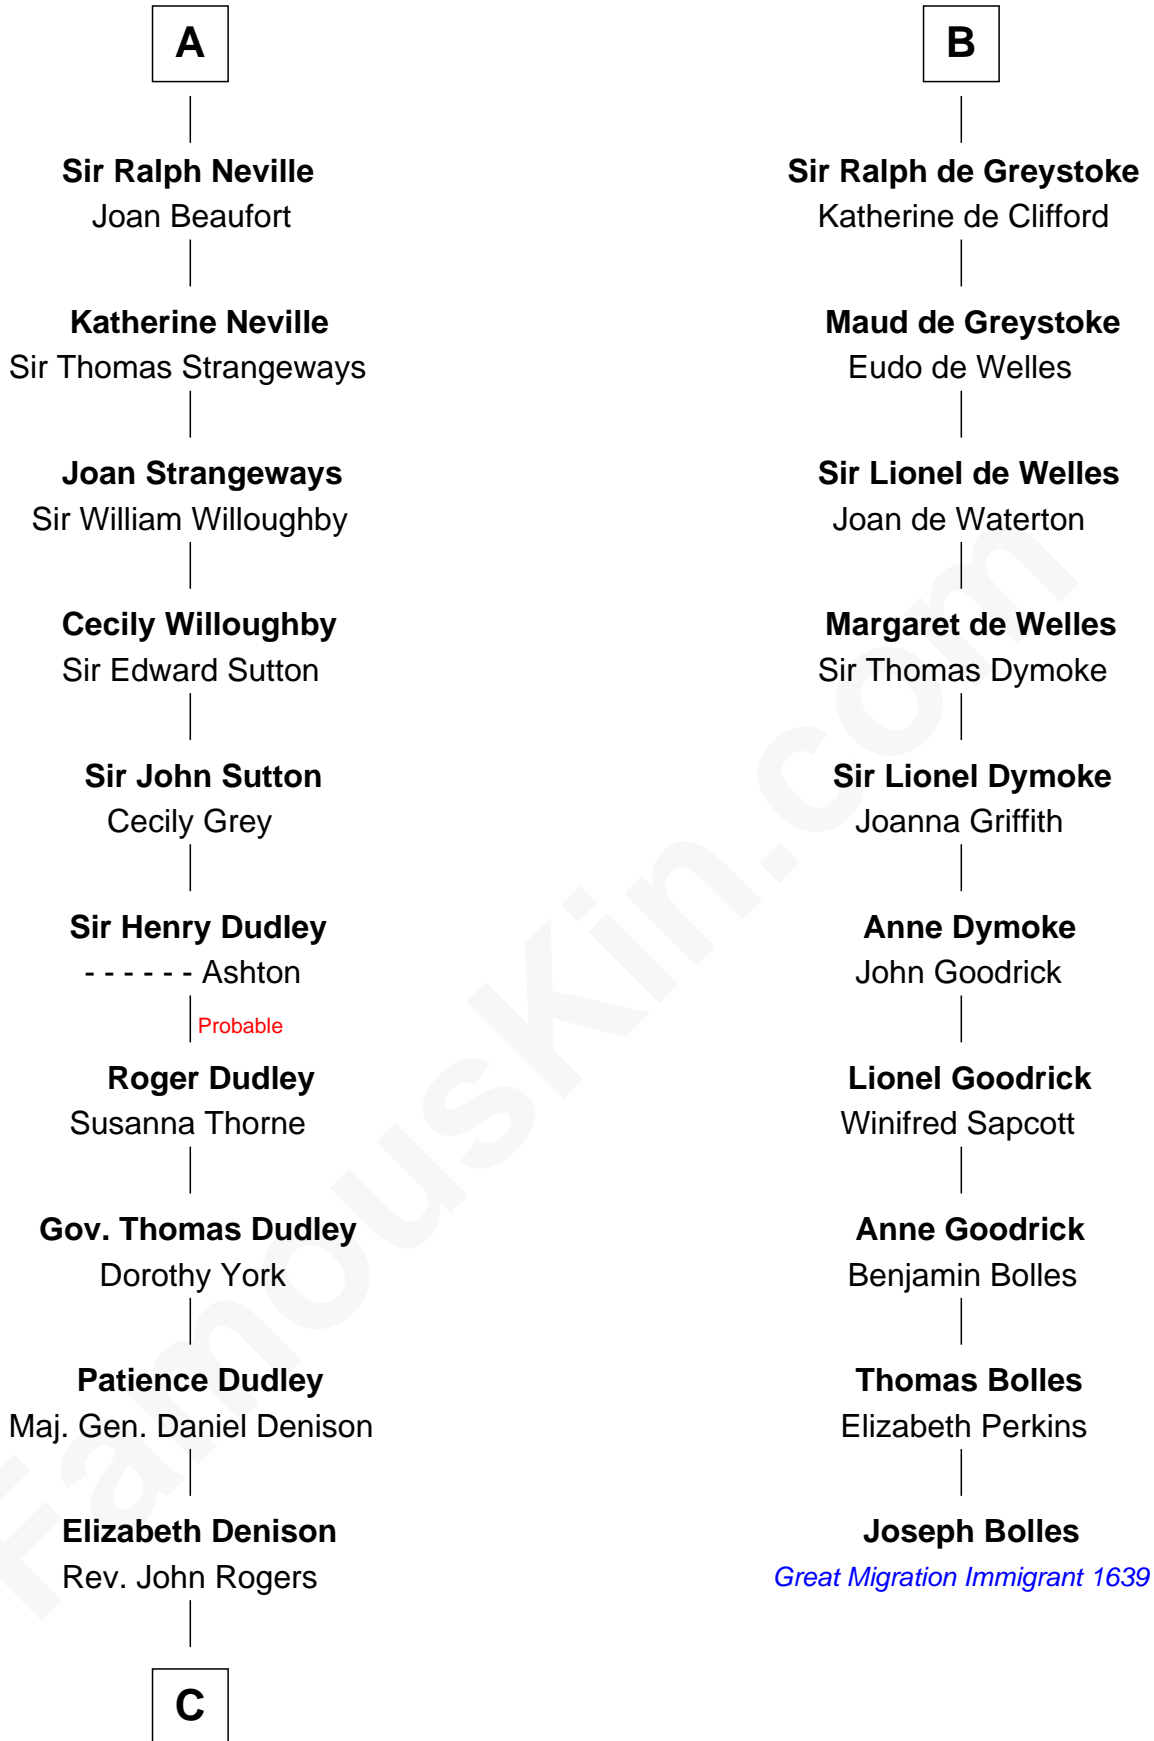 A
Sir Ralph Neville
Joan Beaufort
Katherine Neville
Sir Thomas Strangeways
Joan Strangeways
Sir William Willoughby
Cecily Willoughby
Sir Edward Sutton
Sir John Sutton
Cecily Grey
Sir Henry Dudley
- - - - - - Ashton
Probable
Roger Dudley
Susanna Thorne
Gov. Thomas Dudley
Dorothy York
Patience Dudley
Maj. Gen. Daniel Denison
Elizabeth Denison
Rev. John Rogers
C
B
Sir Ralph de Greystoke
Katherine de Clifford
Maud de Greystoke
Eudo de Welles
Sir Lionel de Welles
Joan de Waterton
Margaret de Welles
Sir Thomas Dymoke
Sir Lionel Dymoke
Joanna Griffith
Anne Dymoke
John Goodrick
Lionel Goodrick
Winifred Sapcott
Anne Goodrick
Benjamin Bolles
Thomas Bolles
Elizabeth Perkins
Joseph Bolles
Great Migration Immigrant 1639
FamousKin.com